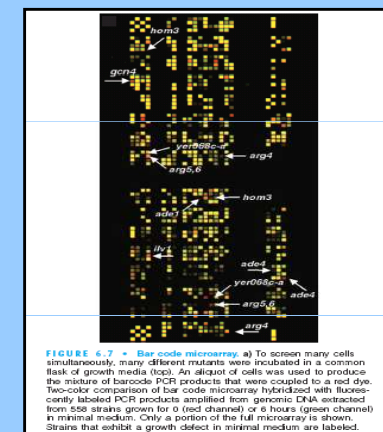 hom3
gcn4
yer068c-a
arg4
arg5,6
hom3
ade1
ilv1
ade4
yer068c-a
ade4
arg5,6
arg4
FIGURE 6.7 • Bar code microarray. a) To screen many cells
simultaneously, many different mutants were incubated in a common
flask of growth media (top). An aliquot of cells was used to produce
the mixture of barcode PCR products that were coupled to a red dye.
Two-color comparison of bar code microarray hybridized with fluores-
cently labeled PCR products amplified from genomic DNA extracted
from 558 strains grown for 0 (red channel) or 6 hours (green channel)
in minimal medium. Only a portion of the full microarray is shown.
Strains that exhibit a growth defect in minimal medium are labeled.